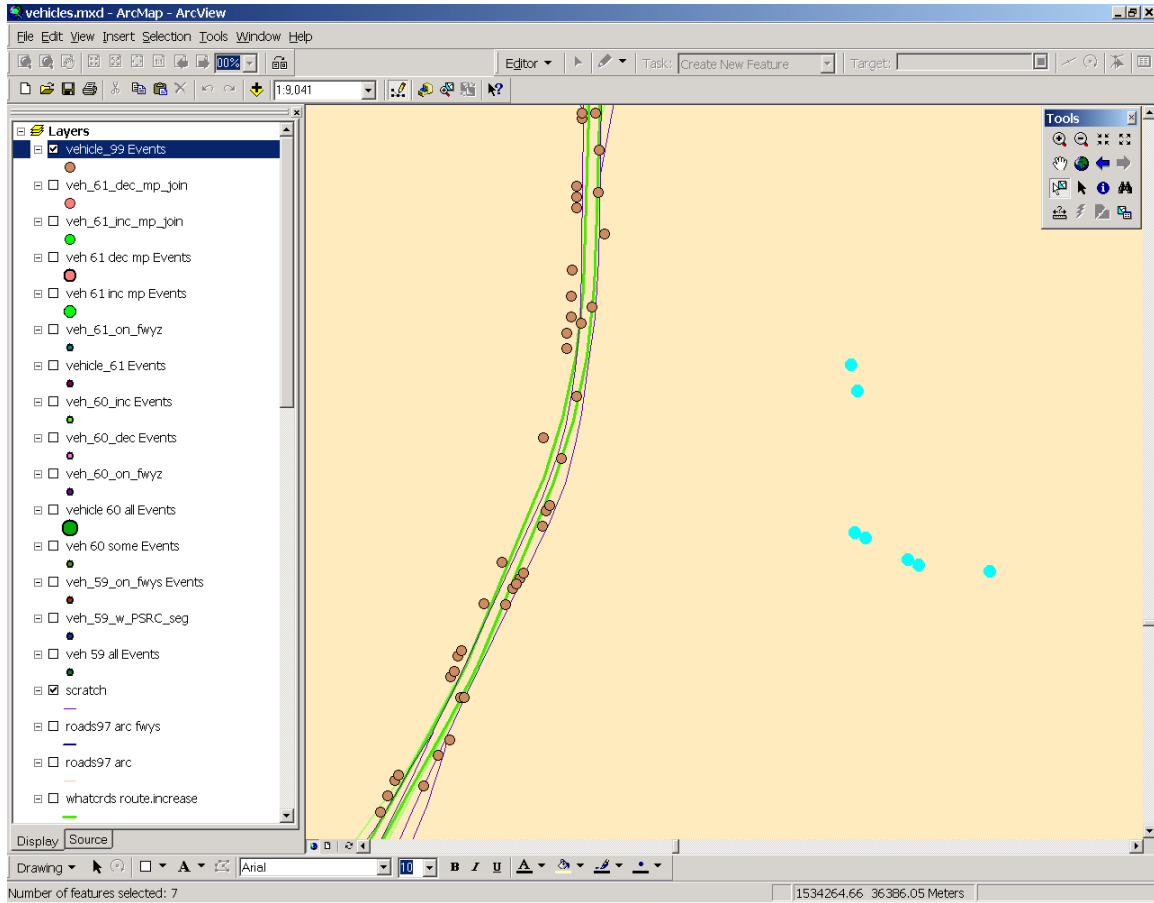 vehicles.mxd - ArcMap - ArcView
File Edit View Insert Selection Tools Window Help
00% Editor Task: Create New Feature Target:
1:9,041
Layers
vehicle_99 Events
veh_61_dec_mp_join
veh_61_inc_mp_join
veh 61 dec mp Events
veh 61 inc mp Events
veh_61_on_fwyz
vehicle_61 Events
veh_60_inc Events
veh_60_dec Events
veh_60_on_fwyz
vehicle 60 all Events
veh 60 some Events
veh_59_on_fwys Events
veh_59_w_PSRC_seg
veh 59 all Events
scratch
roads97 arc fwys
roads97 arc
whatcrds route.increase
Display Source
Tools
Drawing A Arial 10 B I U A
Number of features selected: 7
1534264.66 36386.05 Meters